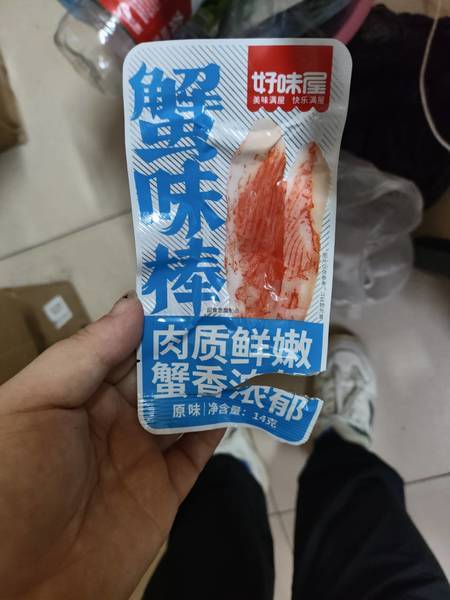 好味屋
美味满屋 快乐满屋
蟹味棒
肉质鲜嫩
蟹香浓郁
原味 净含量：14克